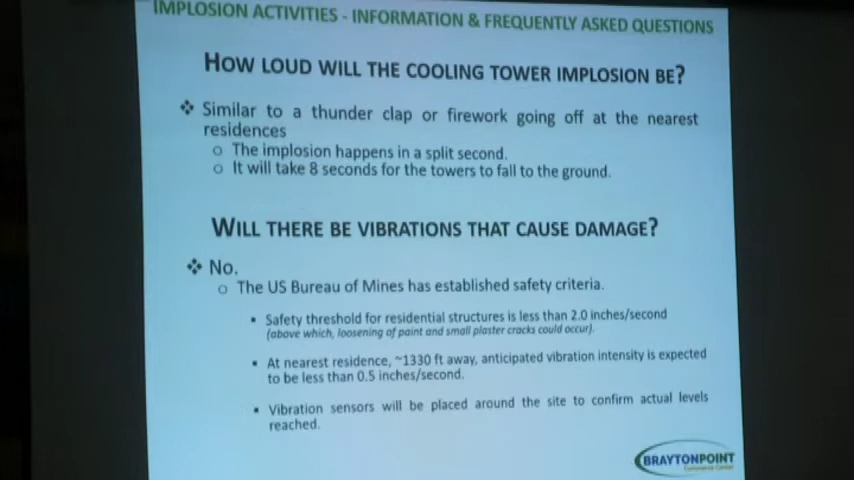 IMPLOSION ACTIVITIES - INFORMATION & FREQUENTLY ASKED QUESTIONS
HOW LOUD WILL THE COOLING TOWER IMPLOSION BE?
❖ Similar to a thunder clap or firework going off at the nearest
residences
o The implosion happens in a split second.
o It will take 8 seconds for the towers to fall to the ground.
WILL THERE BE VIBRATIONS THAT CAUSE DAMAGE?
❖ No.
o The US Bureau of Mines has established safety criteria.
▪ Safety threshold for residential structures is less than 2.0 inches/second
(above which, loosening of paint and small plaster cracks could occur).
▪ At nearest residence, ~1330 ft away, anticipated vibration intensity is expected
to be less than 0.5 inches/second.
▪ Vibration sensors will be placed around the site to confirm actual levels
reached.
BRAYTONPOINT
Commerce Center